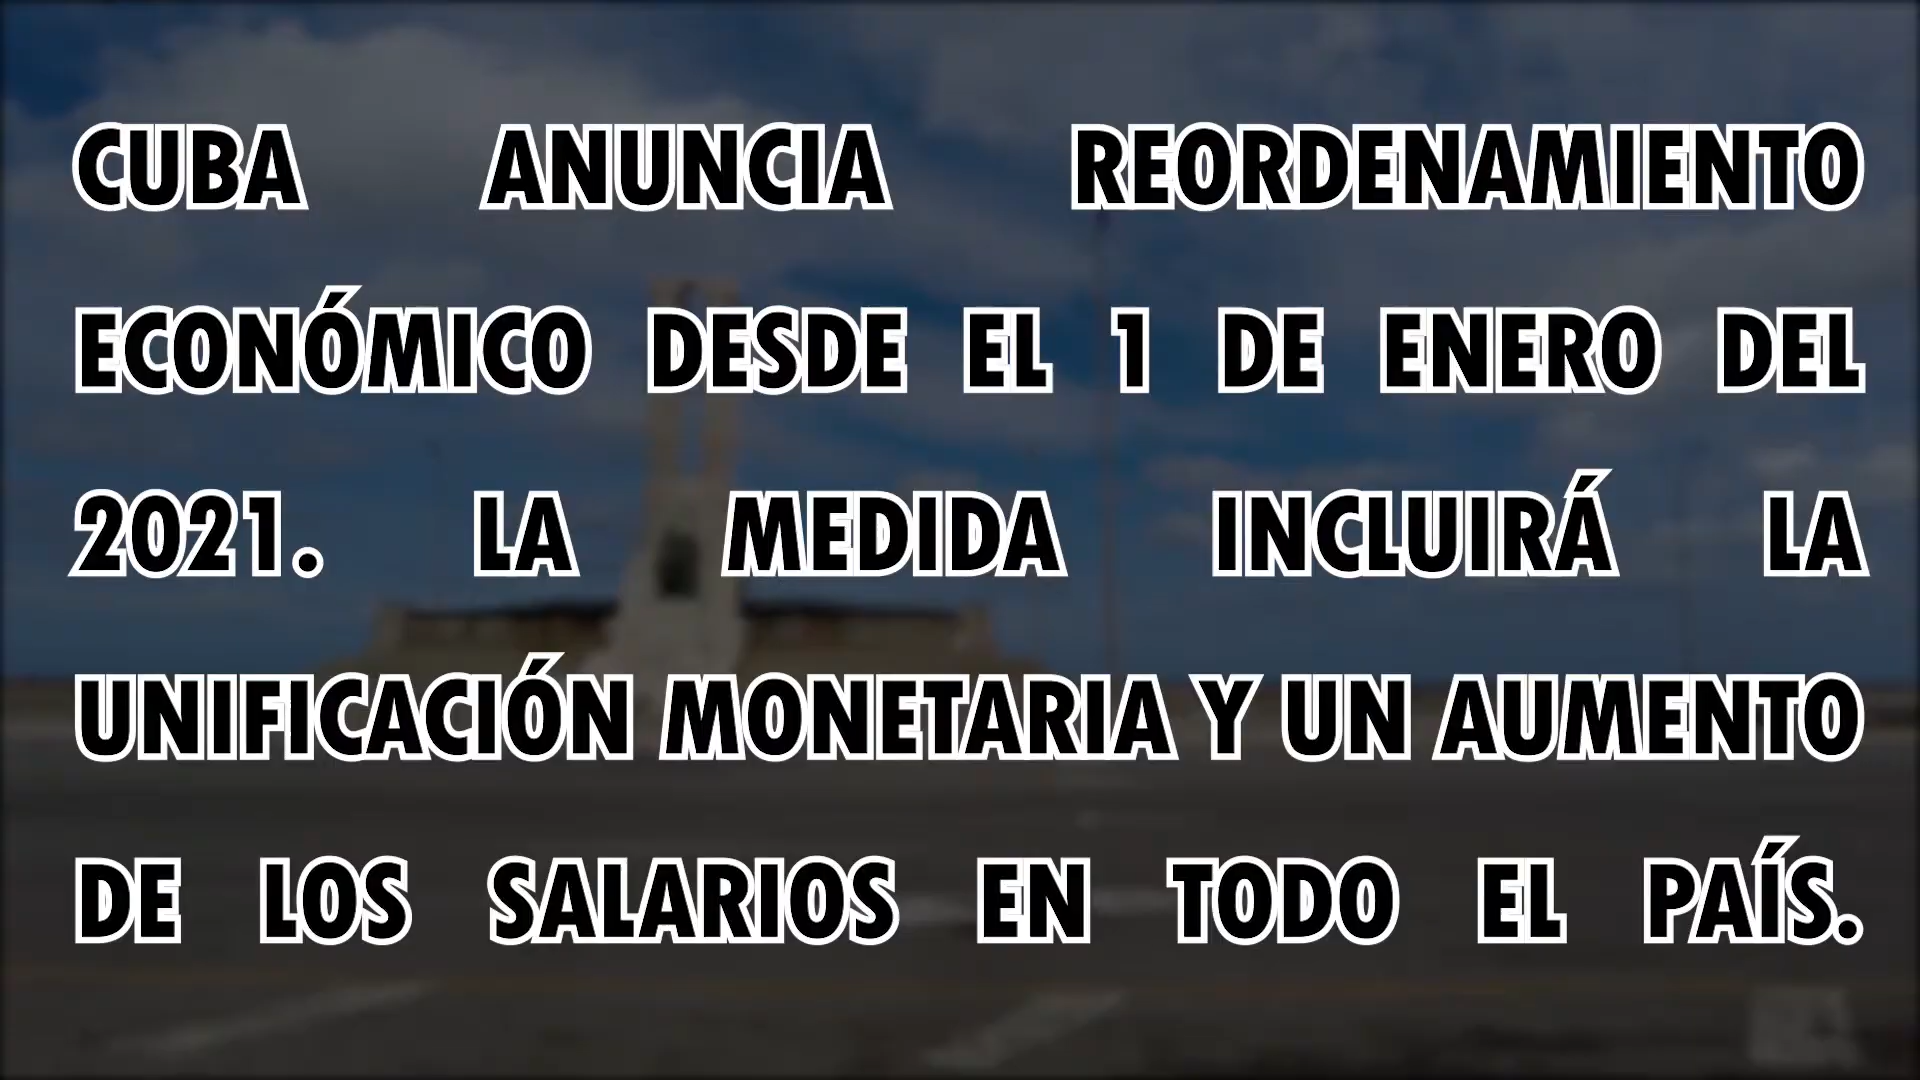 CUBA ANUNCIA REORDENAMIENTO
ECONÓMICO DESDE EL 1 DE ENERO DEL
2021. LA MEDIDA INCLUIRÁ LA
UNIFICACIÓN MONETARIA Y UN AUMENTO
DE LOS SALARIOS EN TODO EL PAÍS.